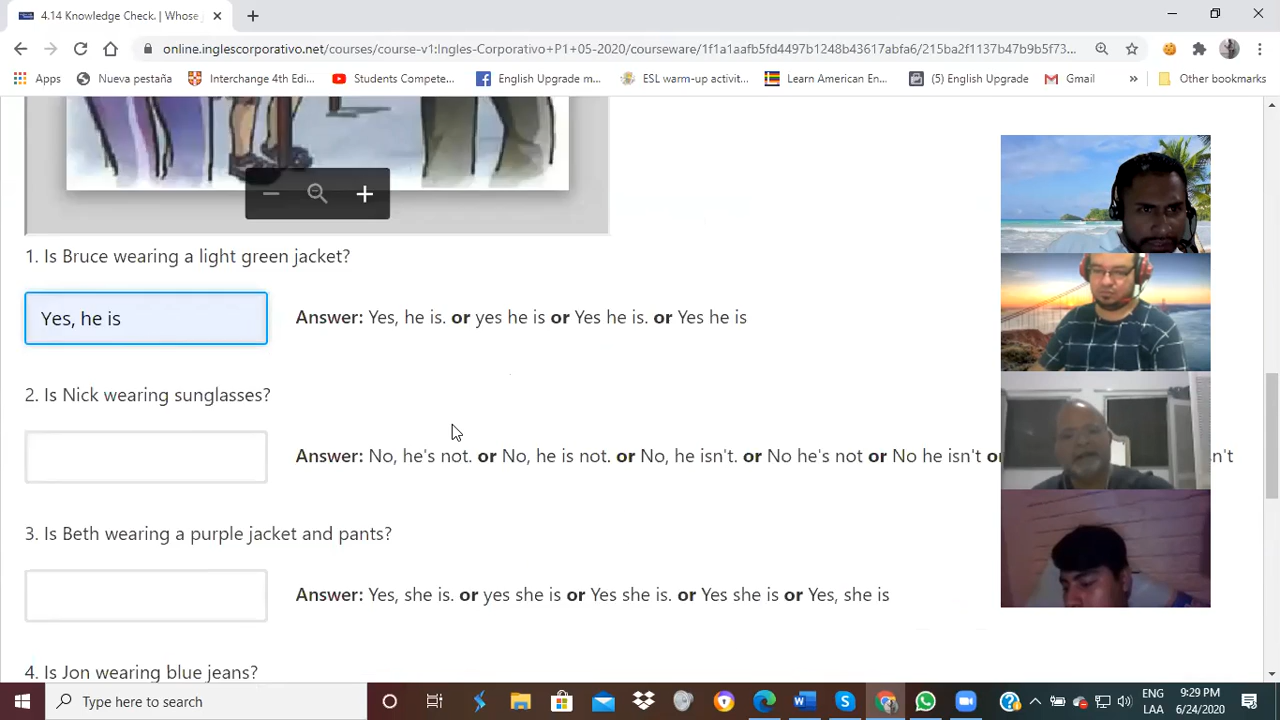 4.14 Knowledge Check. | Whose
online.inglescorporativo.net/courses/course-v1:Ingles-Corporativo+P1+05-2020/courseware/1f1a1aafb5fd4497b1248b43617abfa6/215ba2f1137b47b9b5f73...
Apps Nueva pestaña Interchange 4th Edi... Students Compete... English Upgrade m... ESL warm-up activit... Learn American En... (5) English Upgrade Gmail » Other bookmarks
1. Is Bruce wearing a light green jacket?
Yes, he is
Answer: Yes, he is. or yes he is or Yes he is. or Yes he is
2. Is Nick wearing sunglasses?
Answer: No, he's not. or No, he is not. or No, he isn't. or No he's not or No he isn't or n't
3. Is Beth wearing a purple jacket and pants?
Answer: Yes, she is. or yes she is or Yes she is. or Yes she is or Yes, she is
4. Is Jon wearing blue jeans?
Type here to search
ENG 9:29 PM
LAA 6/24/2020